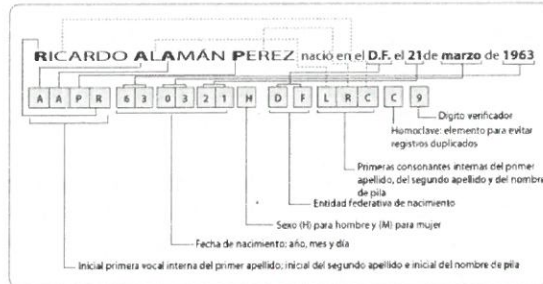 RICARDO ALAMÁN PEREZ nació en el D.F. el 21 de marzo de 1963
A A P R 6 3 0 3 2 1 H D F L R C C 9
Digito verificador
Homoclave: elemento para evitar
registros duplicados
Primeras consonantes internas del primer
apellido, del segundo apellido y del nombre
de pila
Entidad federativa de nacimiento
Sexo (H) para hombre y (M) para mujer
Fecha de nacimiento: año, mes y día
Inicial primera vocal interna del primer apellido; inicial del segundo apellido e inicial del nombre de pila